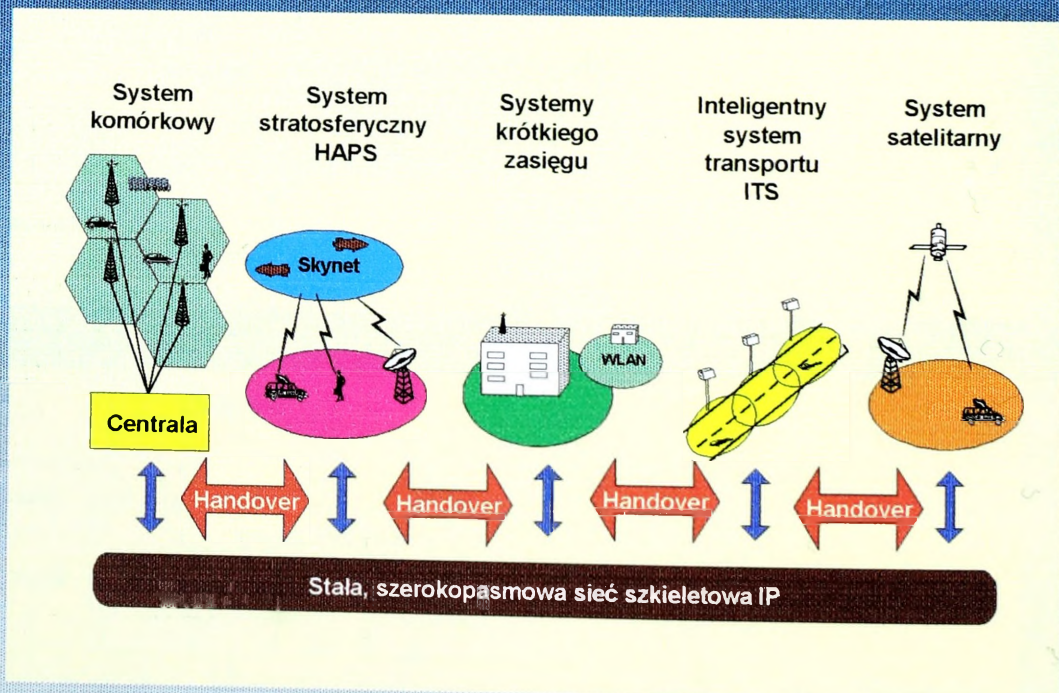 System
komórkowy
System
stratosferyczny
HAPS
Systemy
krótkiego
zasięgu
Inteligentny
system
transportu
ITS
System
satelitarny
Skynet
WLAN
Centrala
Handover
Handover
Handover
Handover
Stała, szerokopasmowa sieć szkieletowa IP